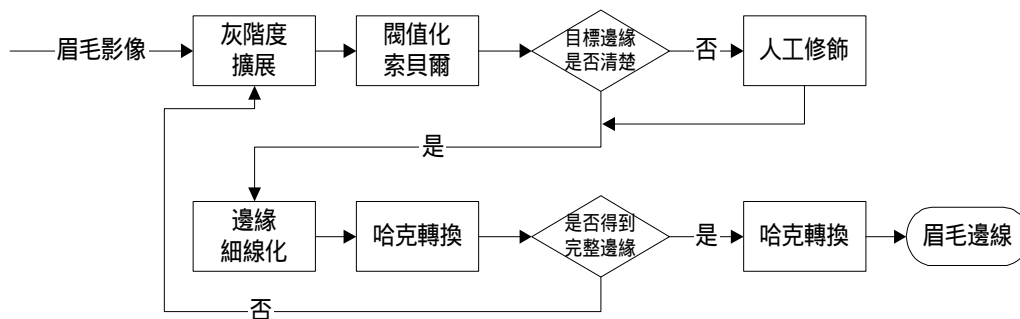 眉毛影像
灰階度
擴展
閥值化
索貝爾
目標邊緣
是否清楚
否
人工修飾
是
邊緣
細線化
哈克轉換
是否得到
完整邊緣
是
哈克轉換
眉毛邊線
否